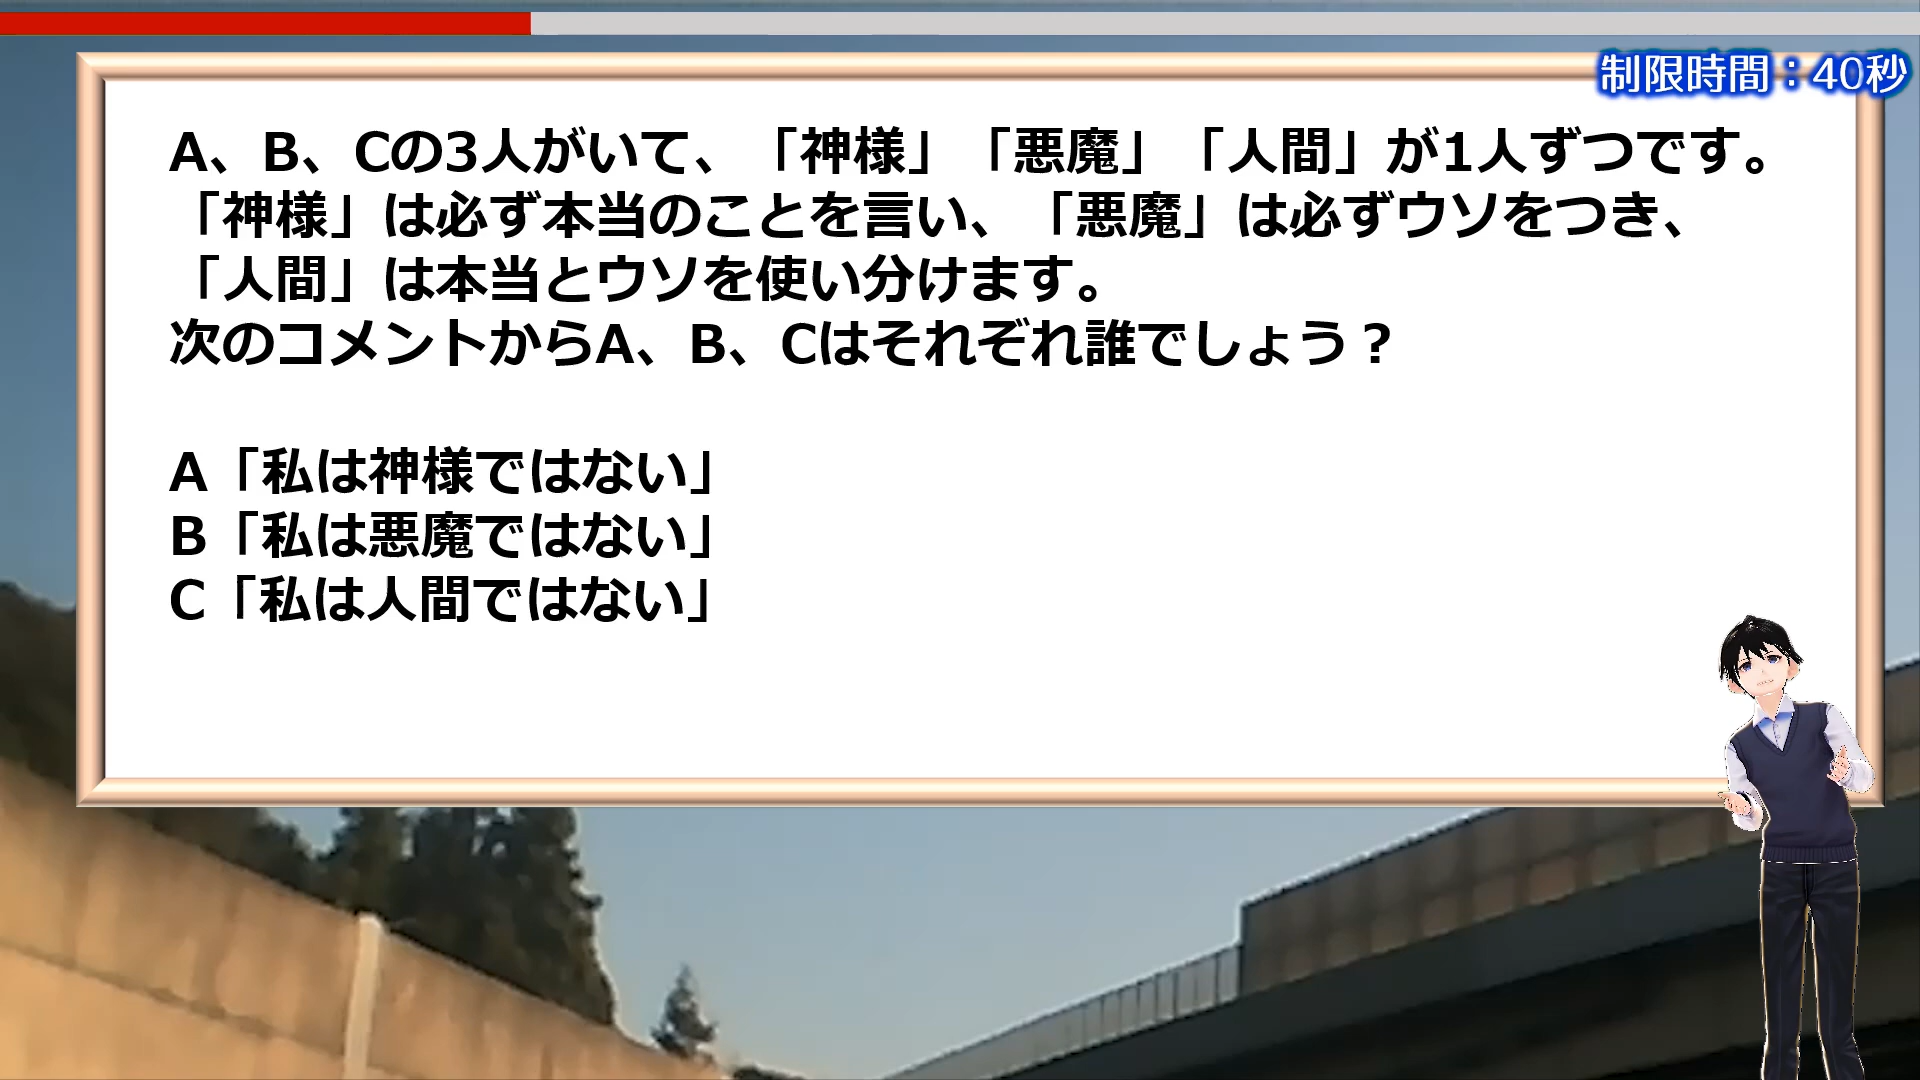 制限時間：40秒
A、B、Cの3人がいて、「神様」「悪魔」「人間」が1人ずつです。
「神様」は必ず本当のことを言い、「悪魔」は必ずウソをつき、
「人間」は本当とウソを使い分けます。
次のコメントからA、B、Cはそれぞれ誰でしょう？
A「私は神様ではない」
B「私は悪魔ではない」
C「私は人間ではない」